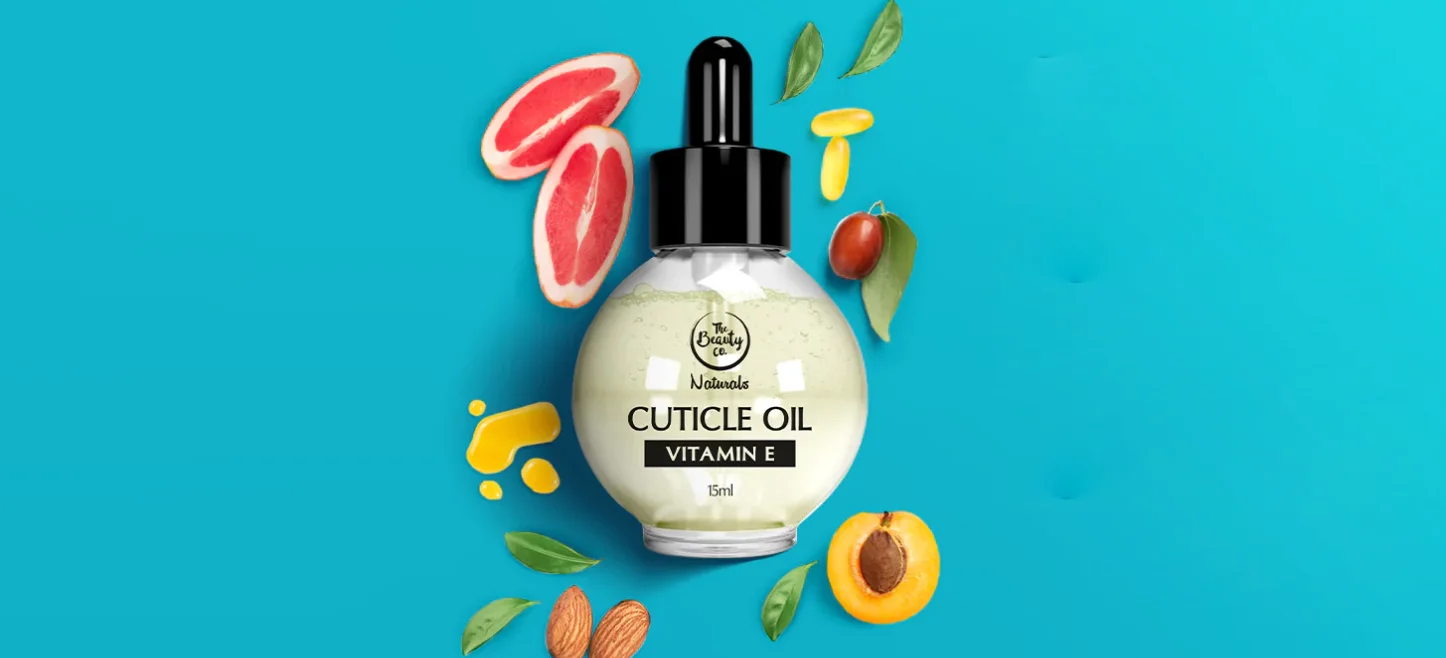 The
Beauty
Co.
Naturals
CUTICLE OIL
VITAMIN E
15ml